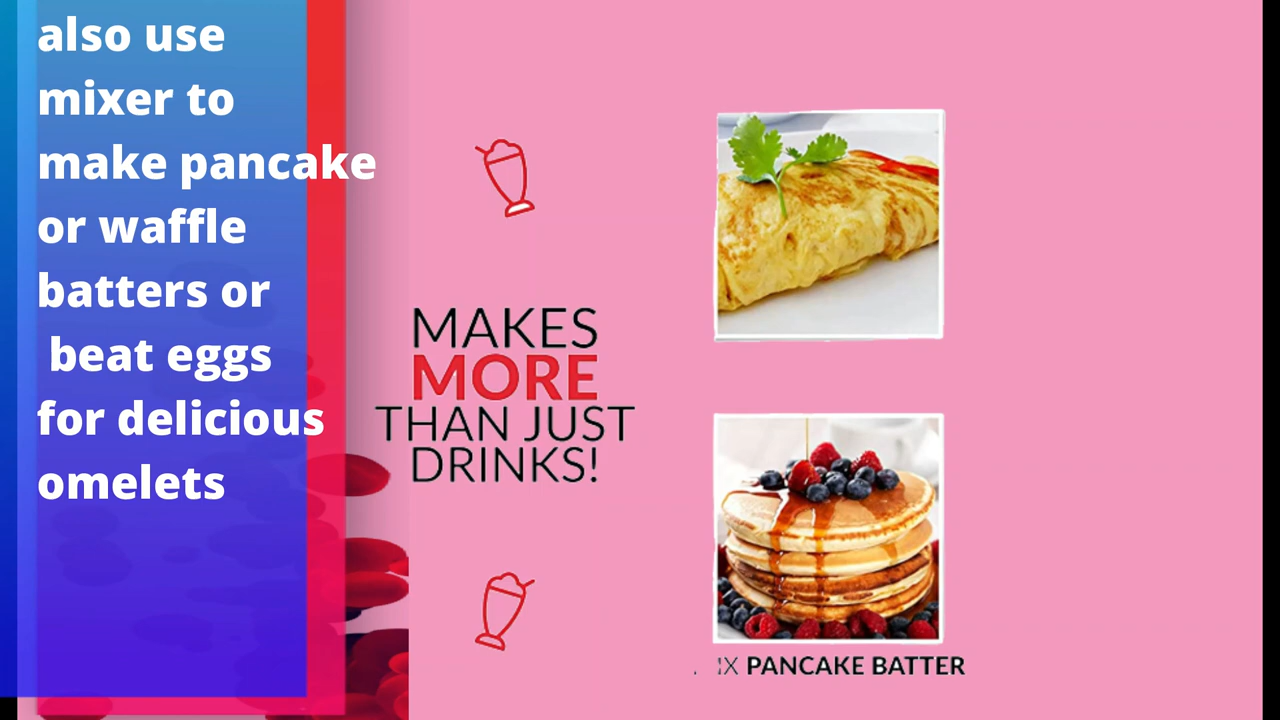 also use
mixer to
make pancake
or waffle
batters or
beat eggs
for delicious
omelets
MAKES
MORE
THAN JUST
DRINKS!
PANCAKE BATTER